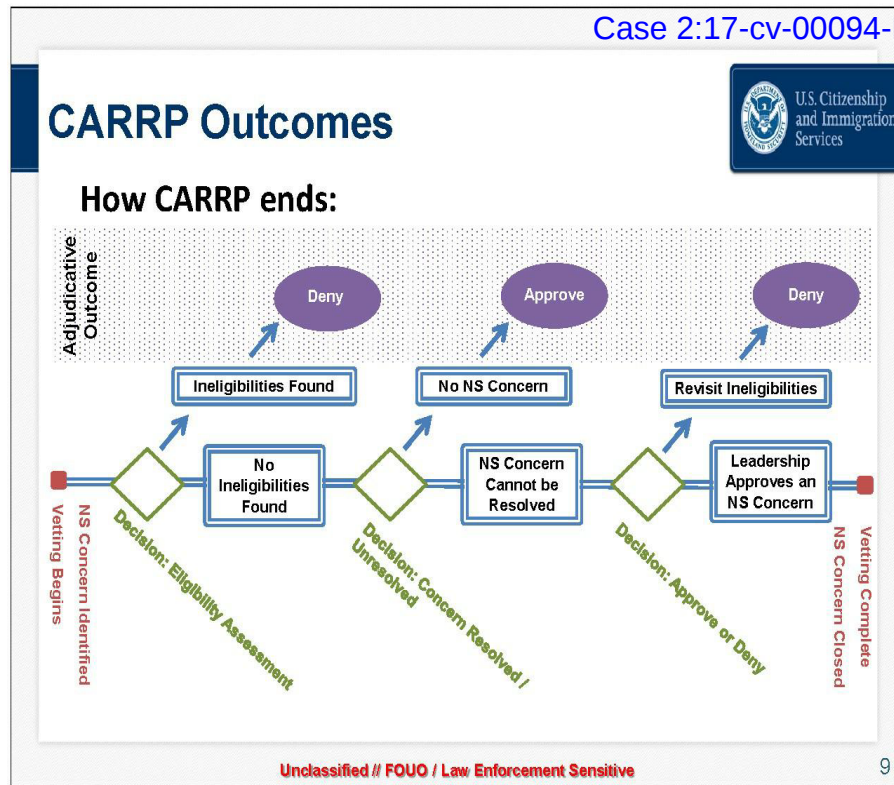 Case 2:17-cv-00094-
CARRP Outcomes
U.S. Citizenship
and Immigration
Services
How CARRP ends:
Adjudicative
Outcome
Deny
Approve
Deny
Ineligibilities Found
No NS Concern
Revisit Ineligibilities
No
Ineligibilities
Found
NS Concern
Cannot be
Resolved
Leadership
Approves an
NS Concern
NS Concern Identified
Vetting Begins
Decision: Eligibility Assessment
Decision: Concern Resolved /
Unresolved
Decision: Approve or Deny
Vetting Complete
NS Concern Closed
Unclassified // FOUO / Law Enforcement Sensitive
9